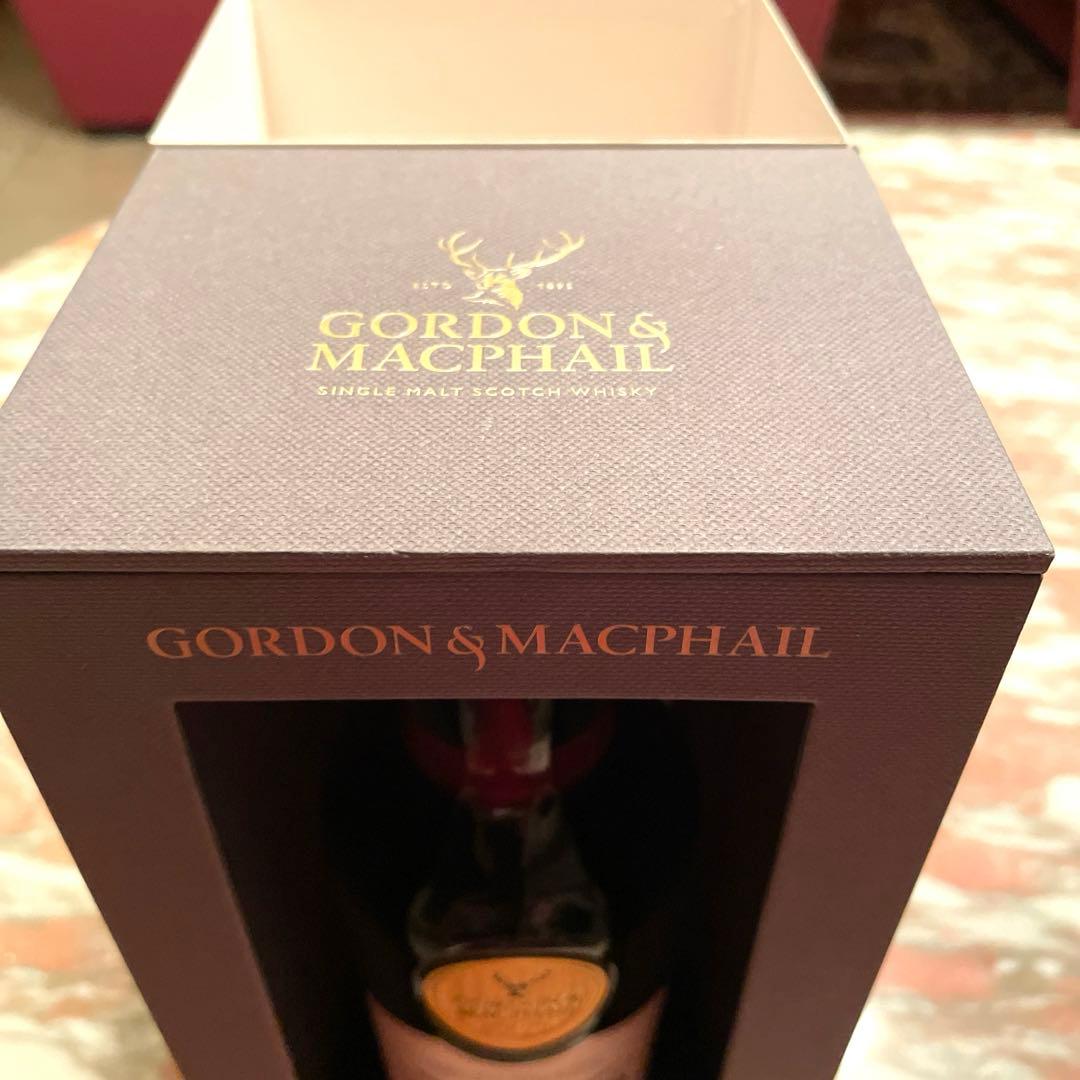 ESTD 1895
GORDON &
MACPHAIL
SINGLE MALT SCOTCH WHISKY
GORDON & MACPHAIL